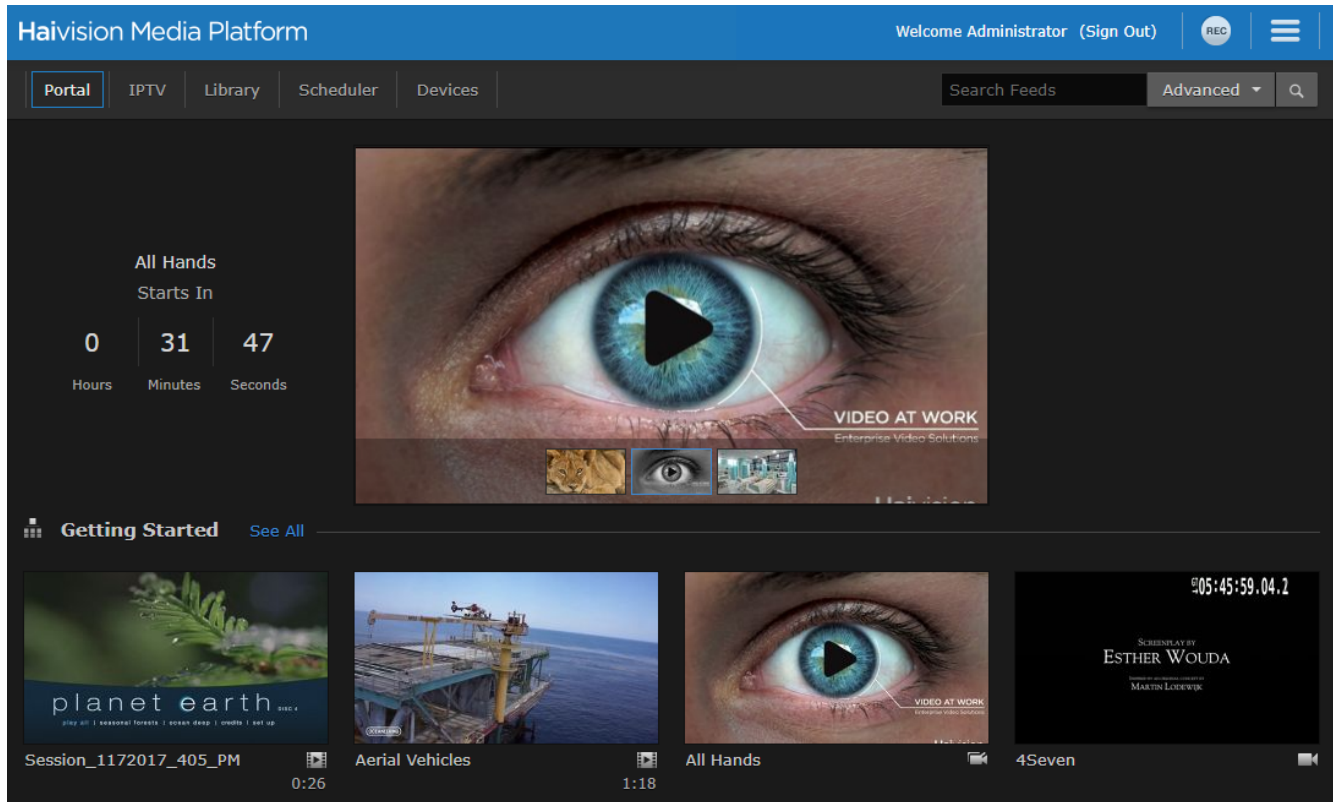 Haivision Media Platform
Welcome Administrator (Sign Out)
REC
Portal IPTV Library Scheduler Devices
Search Feeds Advanced
All Hands
Starts In
0 31 47
Hours Minutes Seconds
VIDEO AT WORK
Enterprise Video Solutions
Haivision
Getting Started See All
planet earth DISC 4
play all | seasonal forests | ocean deep | credits | set up
VIDEO AT WORK
Enterprise Video Solutions
05:45:59.04.2
SCREENPLAY BY
ESTHER WOUDA
MARTIN LODEWIJK
Session_1172017_405_PM
0:26
Aerial Vehicles
1:18
All Hands
4Seven